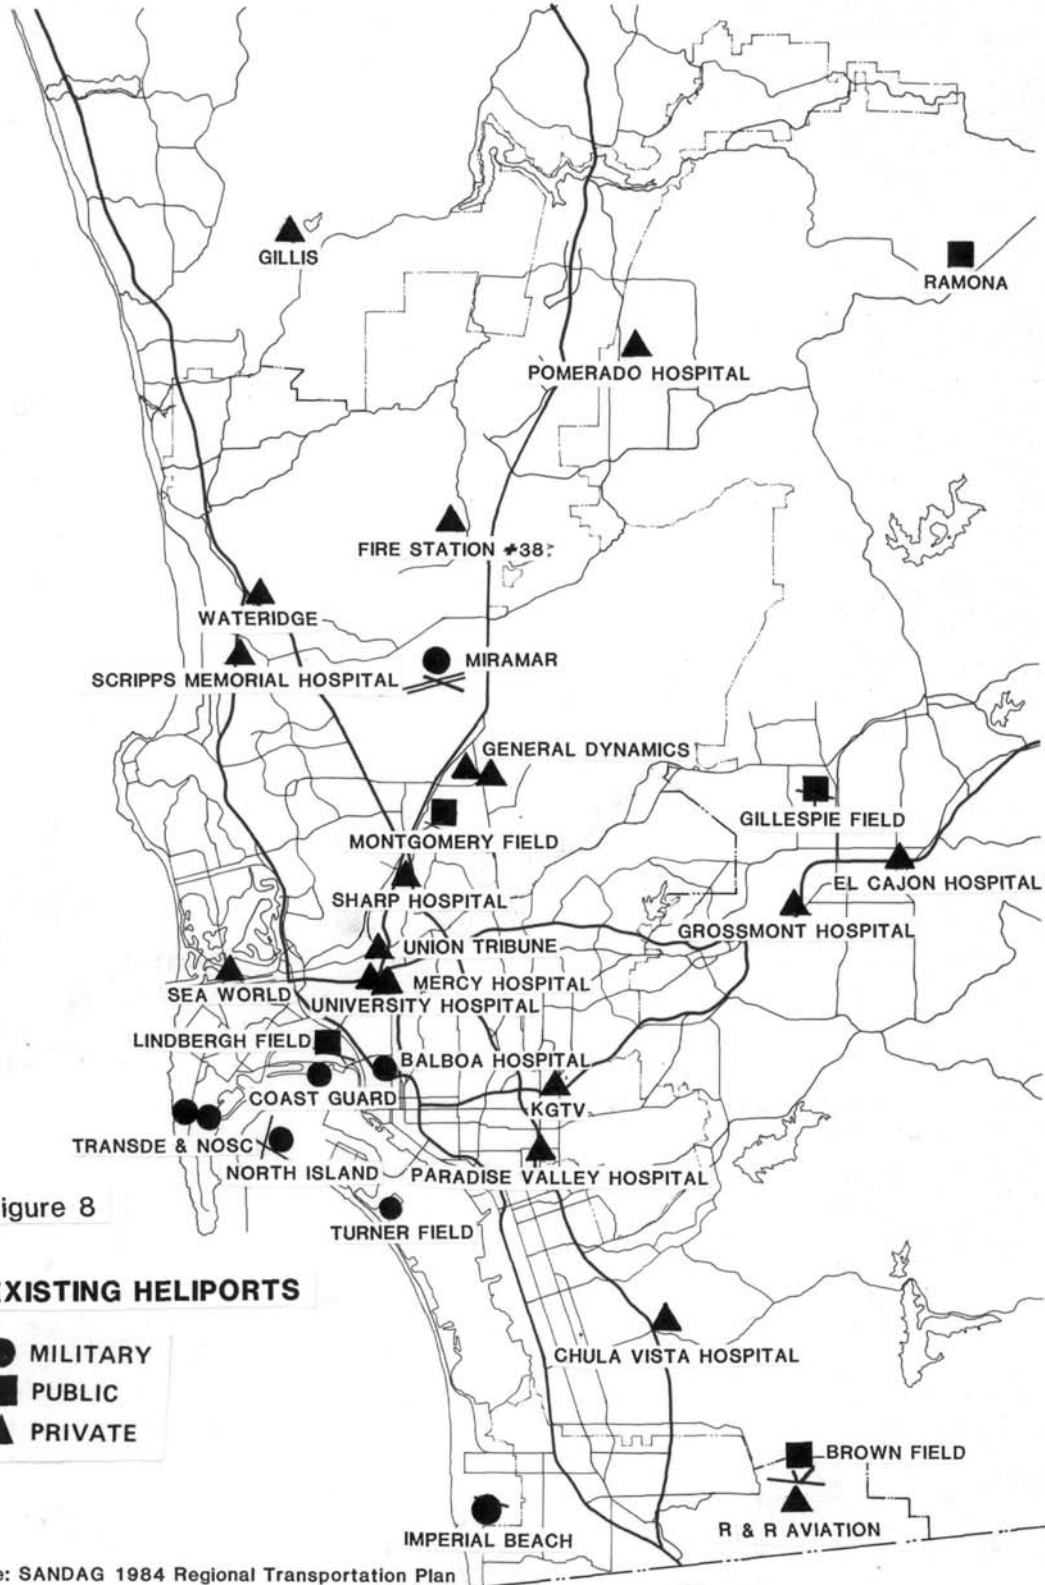 GILLIS
RAMONA
POMERADO HOSPITAL
FIRE STATION #38
WATERIDGE
MIRAMAR
SCRIPPS MEMORIAL HOSPITAL
GENERAL DYNAMICS
GILLESPIE FIELD
MONTGOMERY FIELD
EL CAJON HOSPITAL
SHARP HOSPITAL
GROSSMONT HOSPITAL
UNION TRIBUNE
MERCY HOSPITAL
SEA WORLD
UNIVERSITY HOSPITAL
LINDBERGH FIELD
BALBOA HOSPITAL
COAST GUARD
KGTV
TRANSDE & NOSC
NORTH ISLAND
PARADISE VALLEY HOSPITAL
igure 8
TURNER FIELD
EXISTING HELIPORTS
MILITARY
PUBLIC
PRIVATE
CHULA VISTA HOSPITAL
BROWN FIELD
R & R AVIATION
IMPERIAL BEACH
e: SANDAG 1984 Regional Transportation Plan